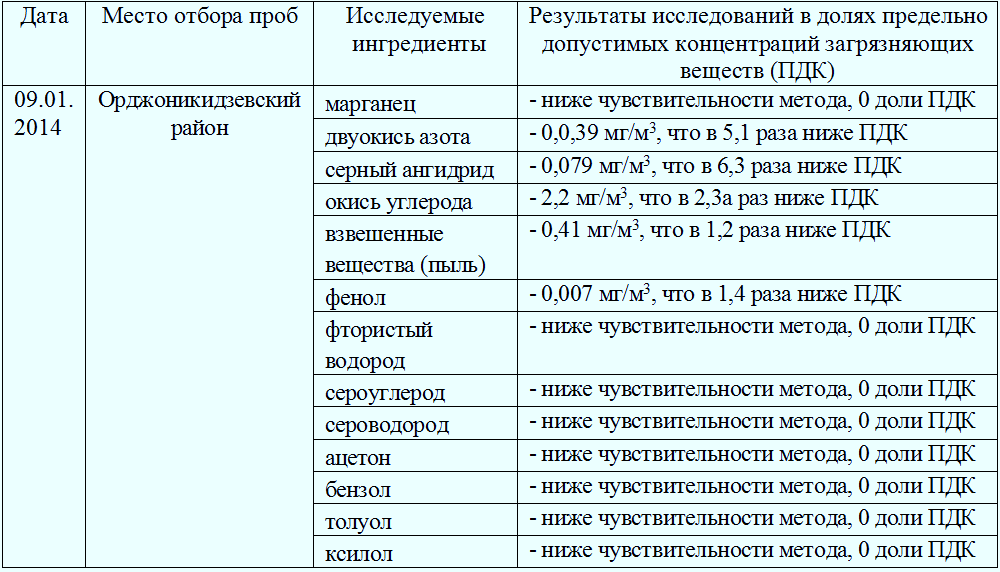 Дата
Место отбора проб
Исследуемые
ингредиенты
Результаты исследований в долях предельно
допустимых концентраций загрязняющих
веществ (ПДК)
09.01.
2014
Орджоникидзевский
район
марганец
- ниже чувствительности метода, 0 доли ПДК
двуокись азота
- 0,0,39 мг/м³, что в 5,1 раза ниже ПДК
серный ангидрид
- 0,079 мг/м³, что в 6,3 раза ниже ПДК
окись углерода
- 2,2 мг/м³, что в 2,3а раз ниже ПДК
взвешенные
вещества (пыль)
- 0,41 мг/м³, что в 1,2 раза ниже ПДК
фенол
- 0,007 мг/м³, что в 1,4 раза ниже ПДК
фтористый
водород
- ниже чувствительности метода, 0 доли ПДК
сероуглерод
- ниже чувствительности метода, 0 доли ПДК
сероводород
- ниже чувствительности метода, 0 доли ПДК
ацетон
- ниже чувствительности метода, 0 доли ПДК
бензол
- ниже чувствительности метода, 0 доли ПДК
толуол
- ниже чувствительности метода, 0 доли ПДК
ксилол
- ниже чувствительности метода, 0 доли ПДК